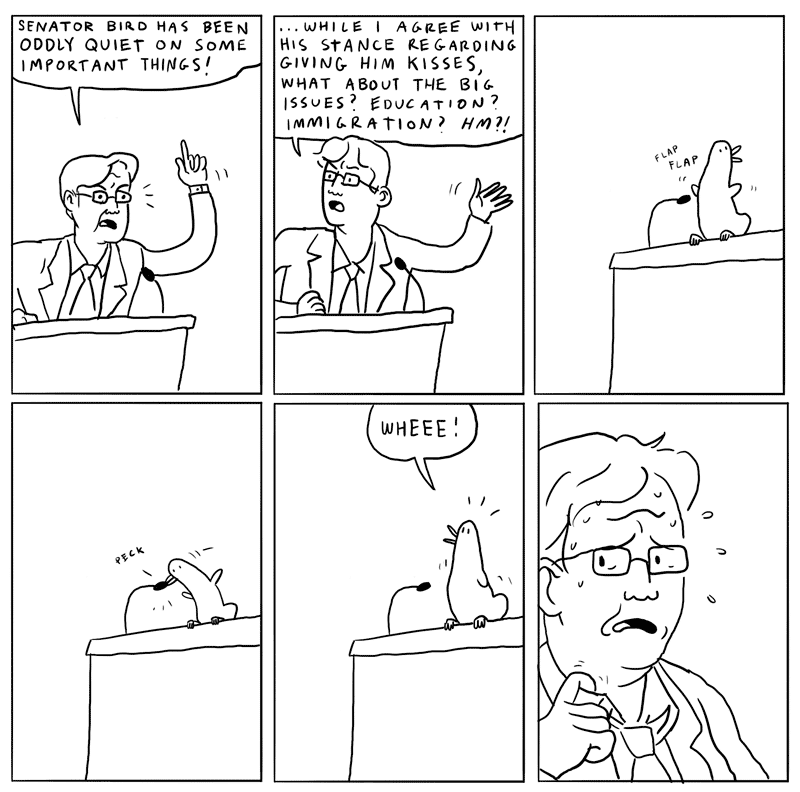 SENATOR BIRD HAS BEEN
ODDLY QUIET ON SOME
IMPORTANT THINGS!
...WHILE I AGREE WITH
HIS STANCE REGARDING
GIVING HIM KISSES,
WHAT ABOUT THE BIG
ISSUES? EDUCATION?
IMMIGRATION? HM?!
FLAP
FLAP
PECK
WHEEE!